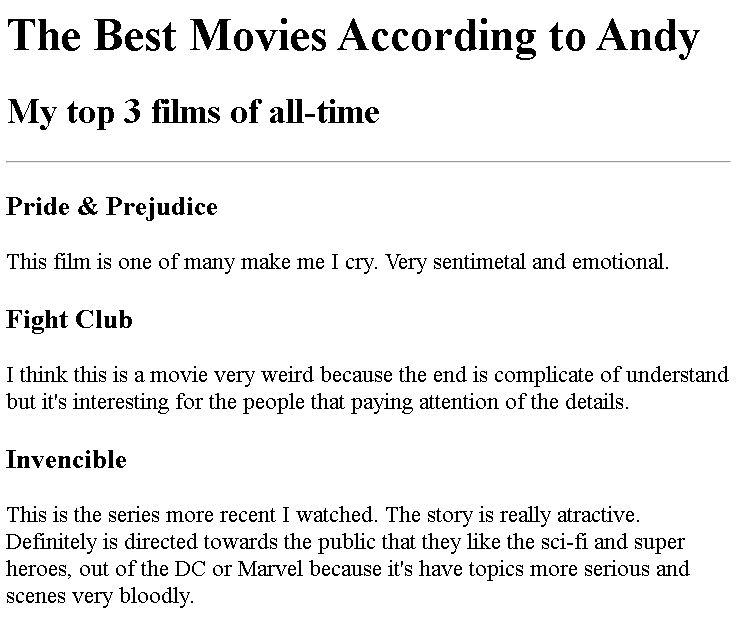 The Best Movies According to Andy
My top 3 films of all-time
Pride & Prejudice
This film is one of many make me I cry. Very sentimetal and emotional.
Fight Club
I think this is a movie very weird because the end is complicate of understand
but it's interesting for the people that paying attention of the details.
Invencible
This is the series more recent I watched. The story is really atractive.
Definitely is directed towards the public that they like the sci-fi and super
heroes, out of the DC or Marvel because it's have topics more serious and
scenes very bloodly.